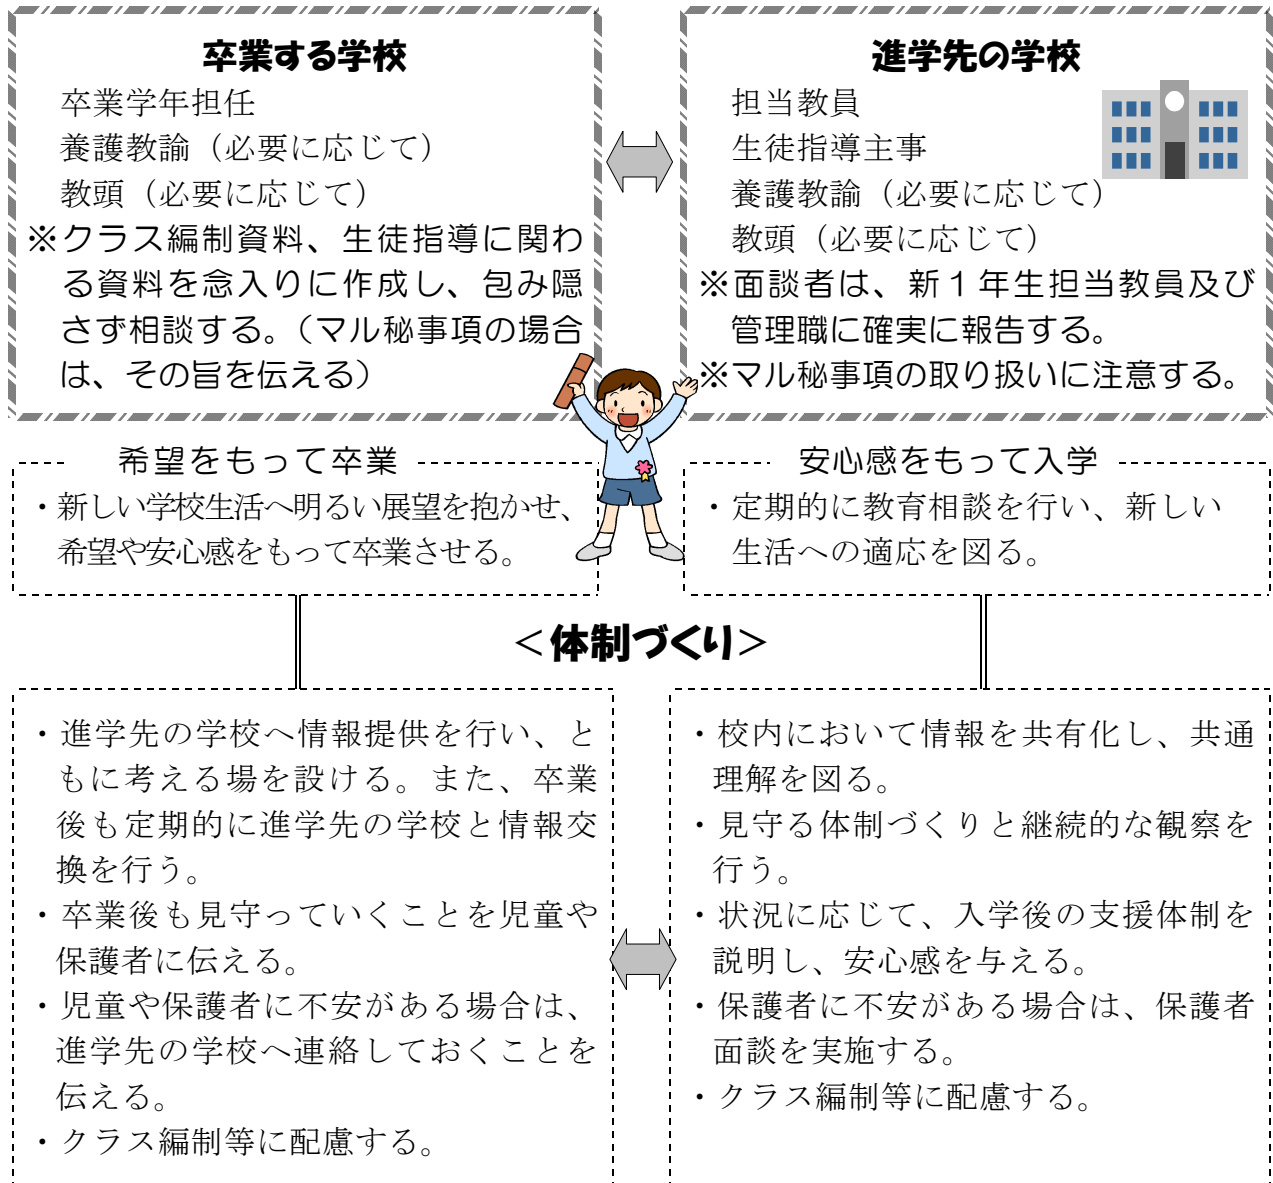 卒業する学校
卒業学年担任
養護教諭（必要に応じて）
教頭（必要に応じて）
※クラス編制資料、生徒指導に関わ
る資料を念入りに作成し、包み隠
さず相談する。（マル秘事項の場合
は、その旨を伝える）
進学先の学校
担当教員
生徒指導主事
養護教諭（必要に応じて）
教頭（必要に応じて）
※面談者は、新１年生担当教員及び
管理職に確実に報告する。
※マル秘事項の取り扱いに注意する。
希望をもって卒業
・新しい学校生活へ明るい展望を抱かせ、
希望や安心感をもって卒業させる。
安心感をもって入学
・定期的に教育相談を行い、新しい
生活への適応を図る。
＜体制づくり＞
・進学先の学校へ情報提供を行い、と
もに考える場を設ける。また、卒業
後も定期的に進学先の学校と情報交
換を行う。
・卒業後も見守っていくことを児童や
保護者に伝える。
・児童や保護者に不安がある場合は、
進学先の学校へ連絡しておくことを
伝える。
・クラス編制等に配慮する。
・校内において情報を共有化し、共通
理解を図る。
・見守る体制づくりと継続的な観察を
行う。
・状況に応じて、入学後の支援体制を
説明し、安心感を与える。
・保護者に不安がある場合は、保護者
面談を実施する。
・クラス編制等に配慮する。